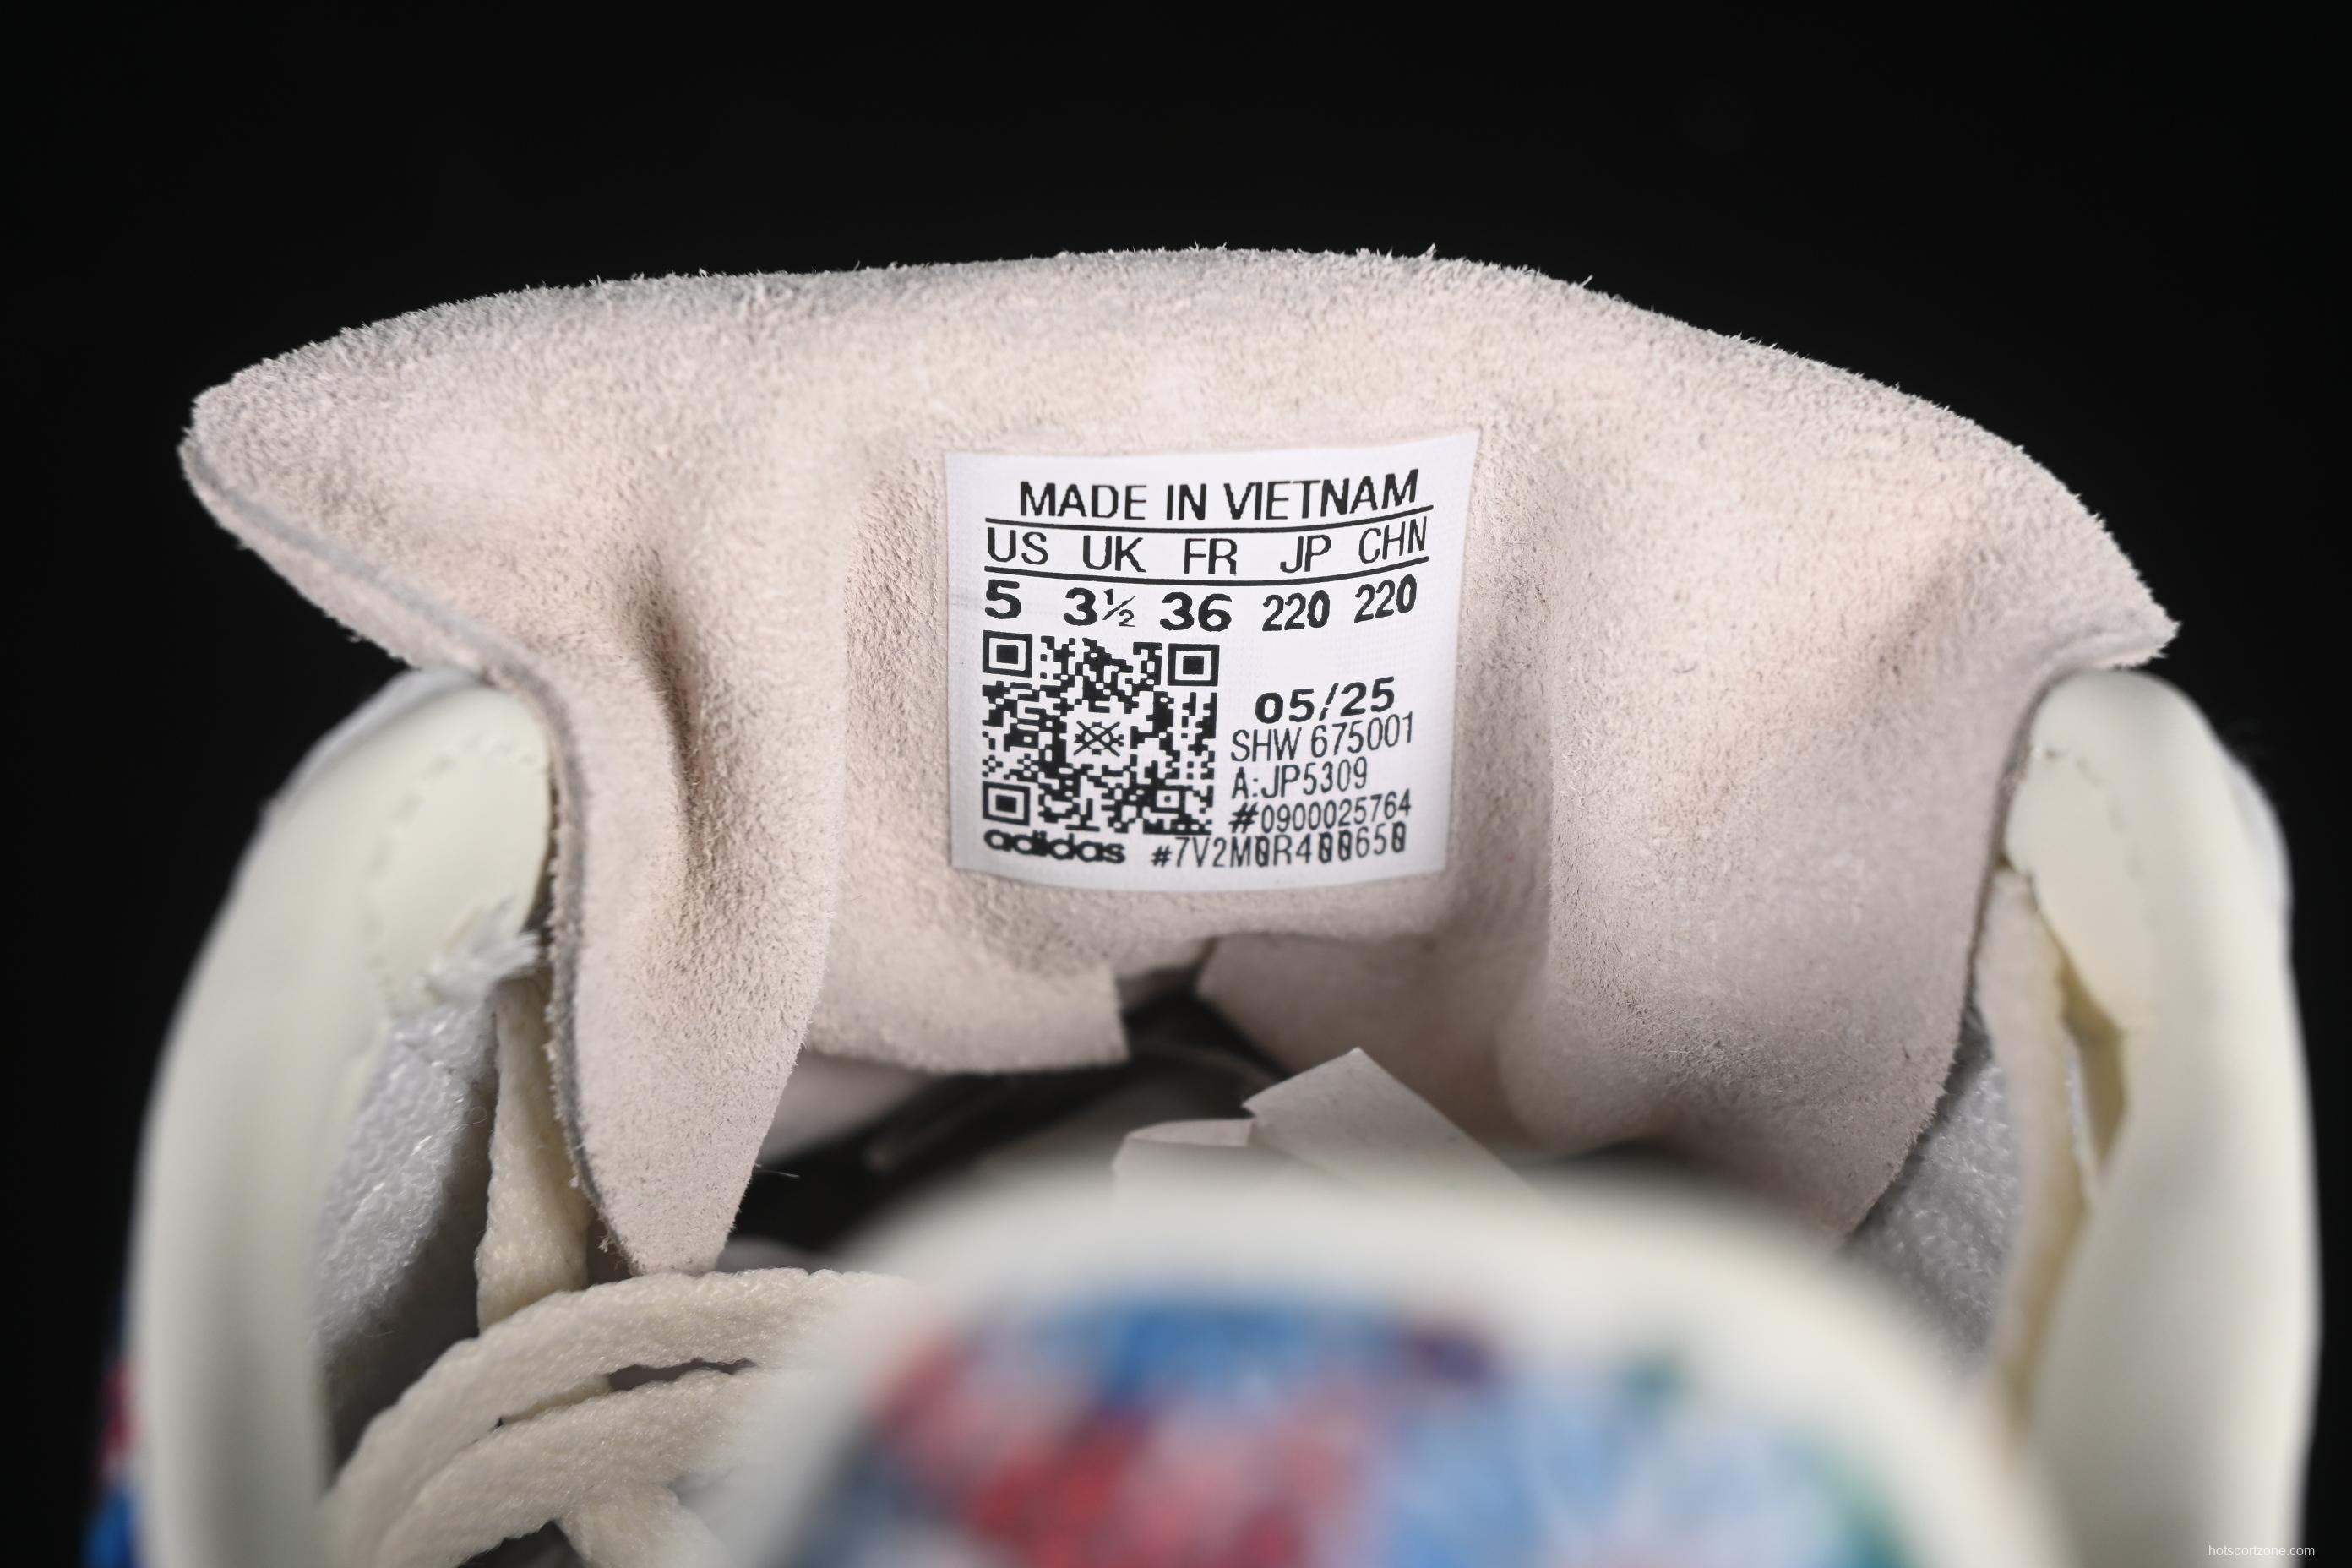 MADE IN VIETNAM
US UK FR JP CHN
5 3½ 36 220 220
05/25
SHW 675001
A:JP5309
#0900025764
adidas #7V2M0R400650
hotsportzone.com